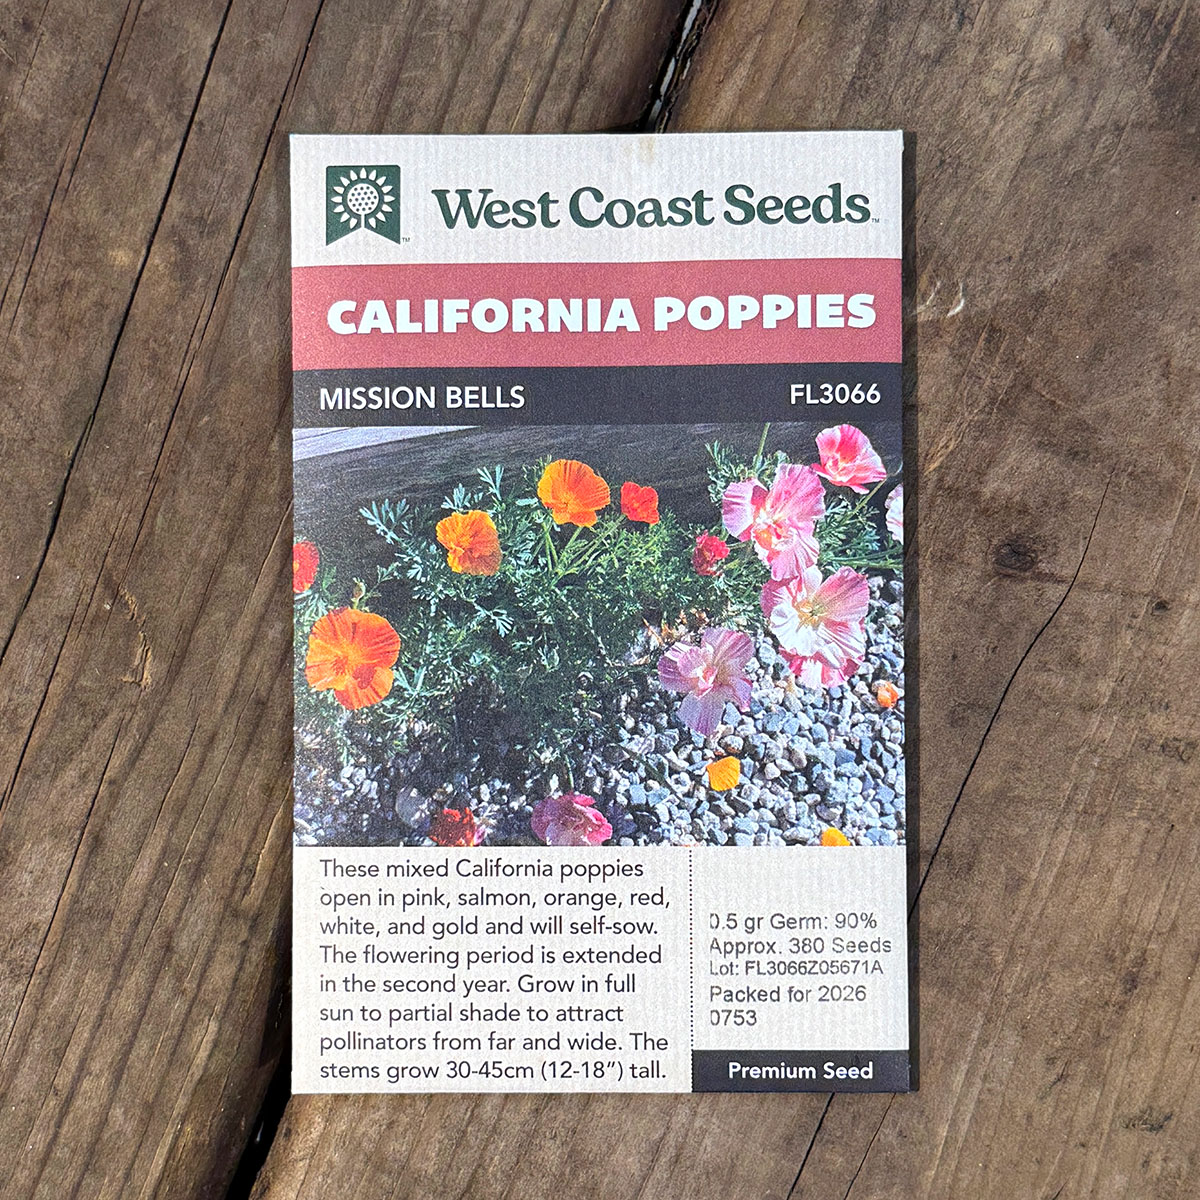 West Coast Seeds™
CALIFORNIA POPPIES
MISSION BELLS
FL3066
These mixed California poppies
open in pink, salmon, orange, red,
white, and gold and will self-sow.
The flowering period is extended
in the second year. Grow in full
sun to partial shade to attract
pollinators from far and wide. The
stems grow 30-45cm (12-18”) tall.
0.5 gr Germ: 90%
Approx. 380 Seeds
Lot: FL3066Z05671A
Packed for 2026
0753
Premium Seed